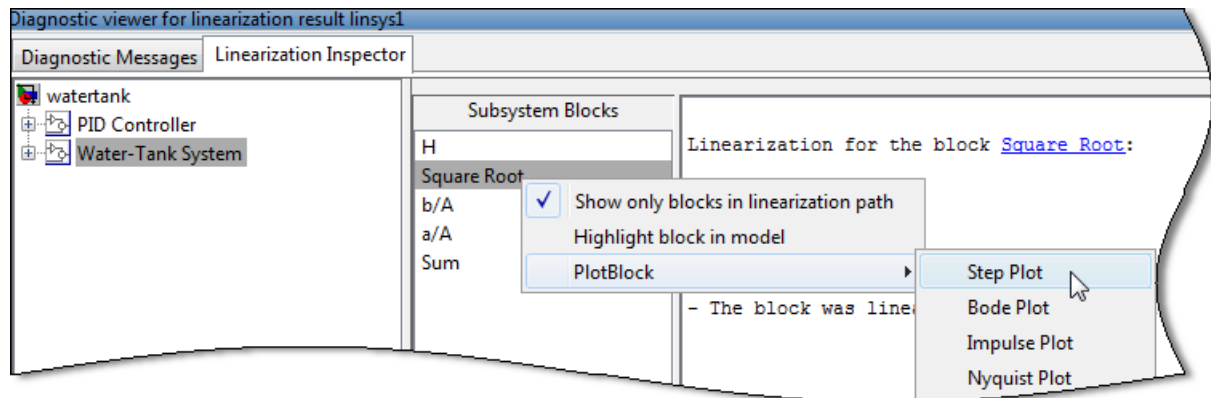 Diagnostic viewer for linearization result linsys1
Diagnostic Messages
Linearization Inspector
watertank
PID Controller
Water-Tank System
Subsystem Blocks
H
Square Root
b/A
a/A
Sum
Linearization for the block Square Root:
Show only blocks in linearization path
Highlight block in model
PlotBlock
- The block was
Step Plot
Bode Plot
Impulse Plot
Nyquist Plot